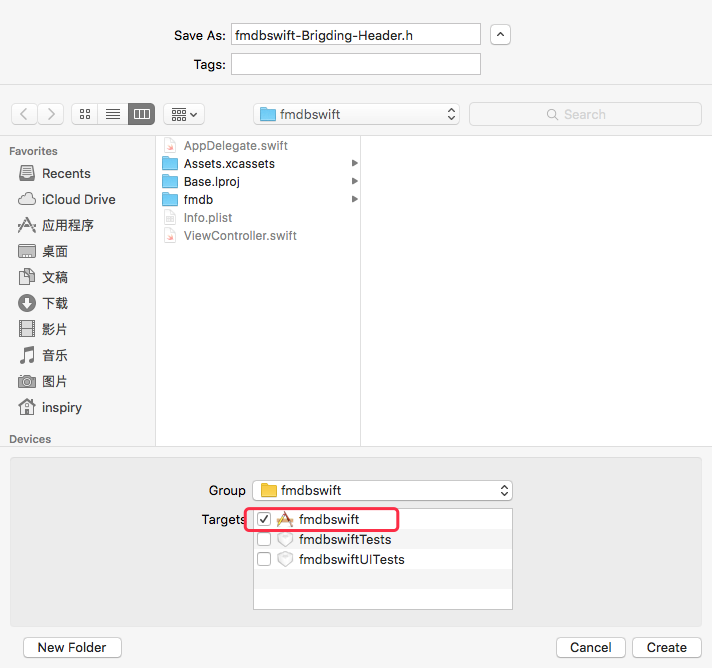 Save As: fmdbswift-Brigding-Header.h
Tags:
fmdbswift
Search
Favorites
Recents
iCloud Drive
应用程序
桌面
文稿
下载
影片
音乐
图片
inspiry
Devices
AppDelegate.swift
Assets.xcassets
Base.lproj
fmdb
Info.plist
ViewController.swift
Group fmdbswift
Targets fmdbswift
fmdbswiftTests
fmdbswiftUITests
New Folder Cancel Create